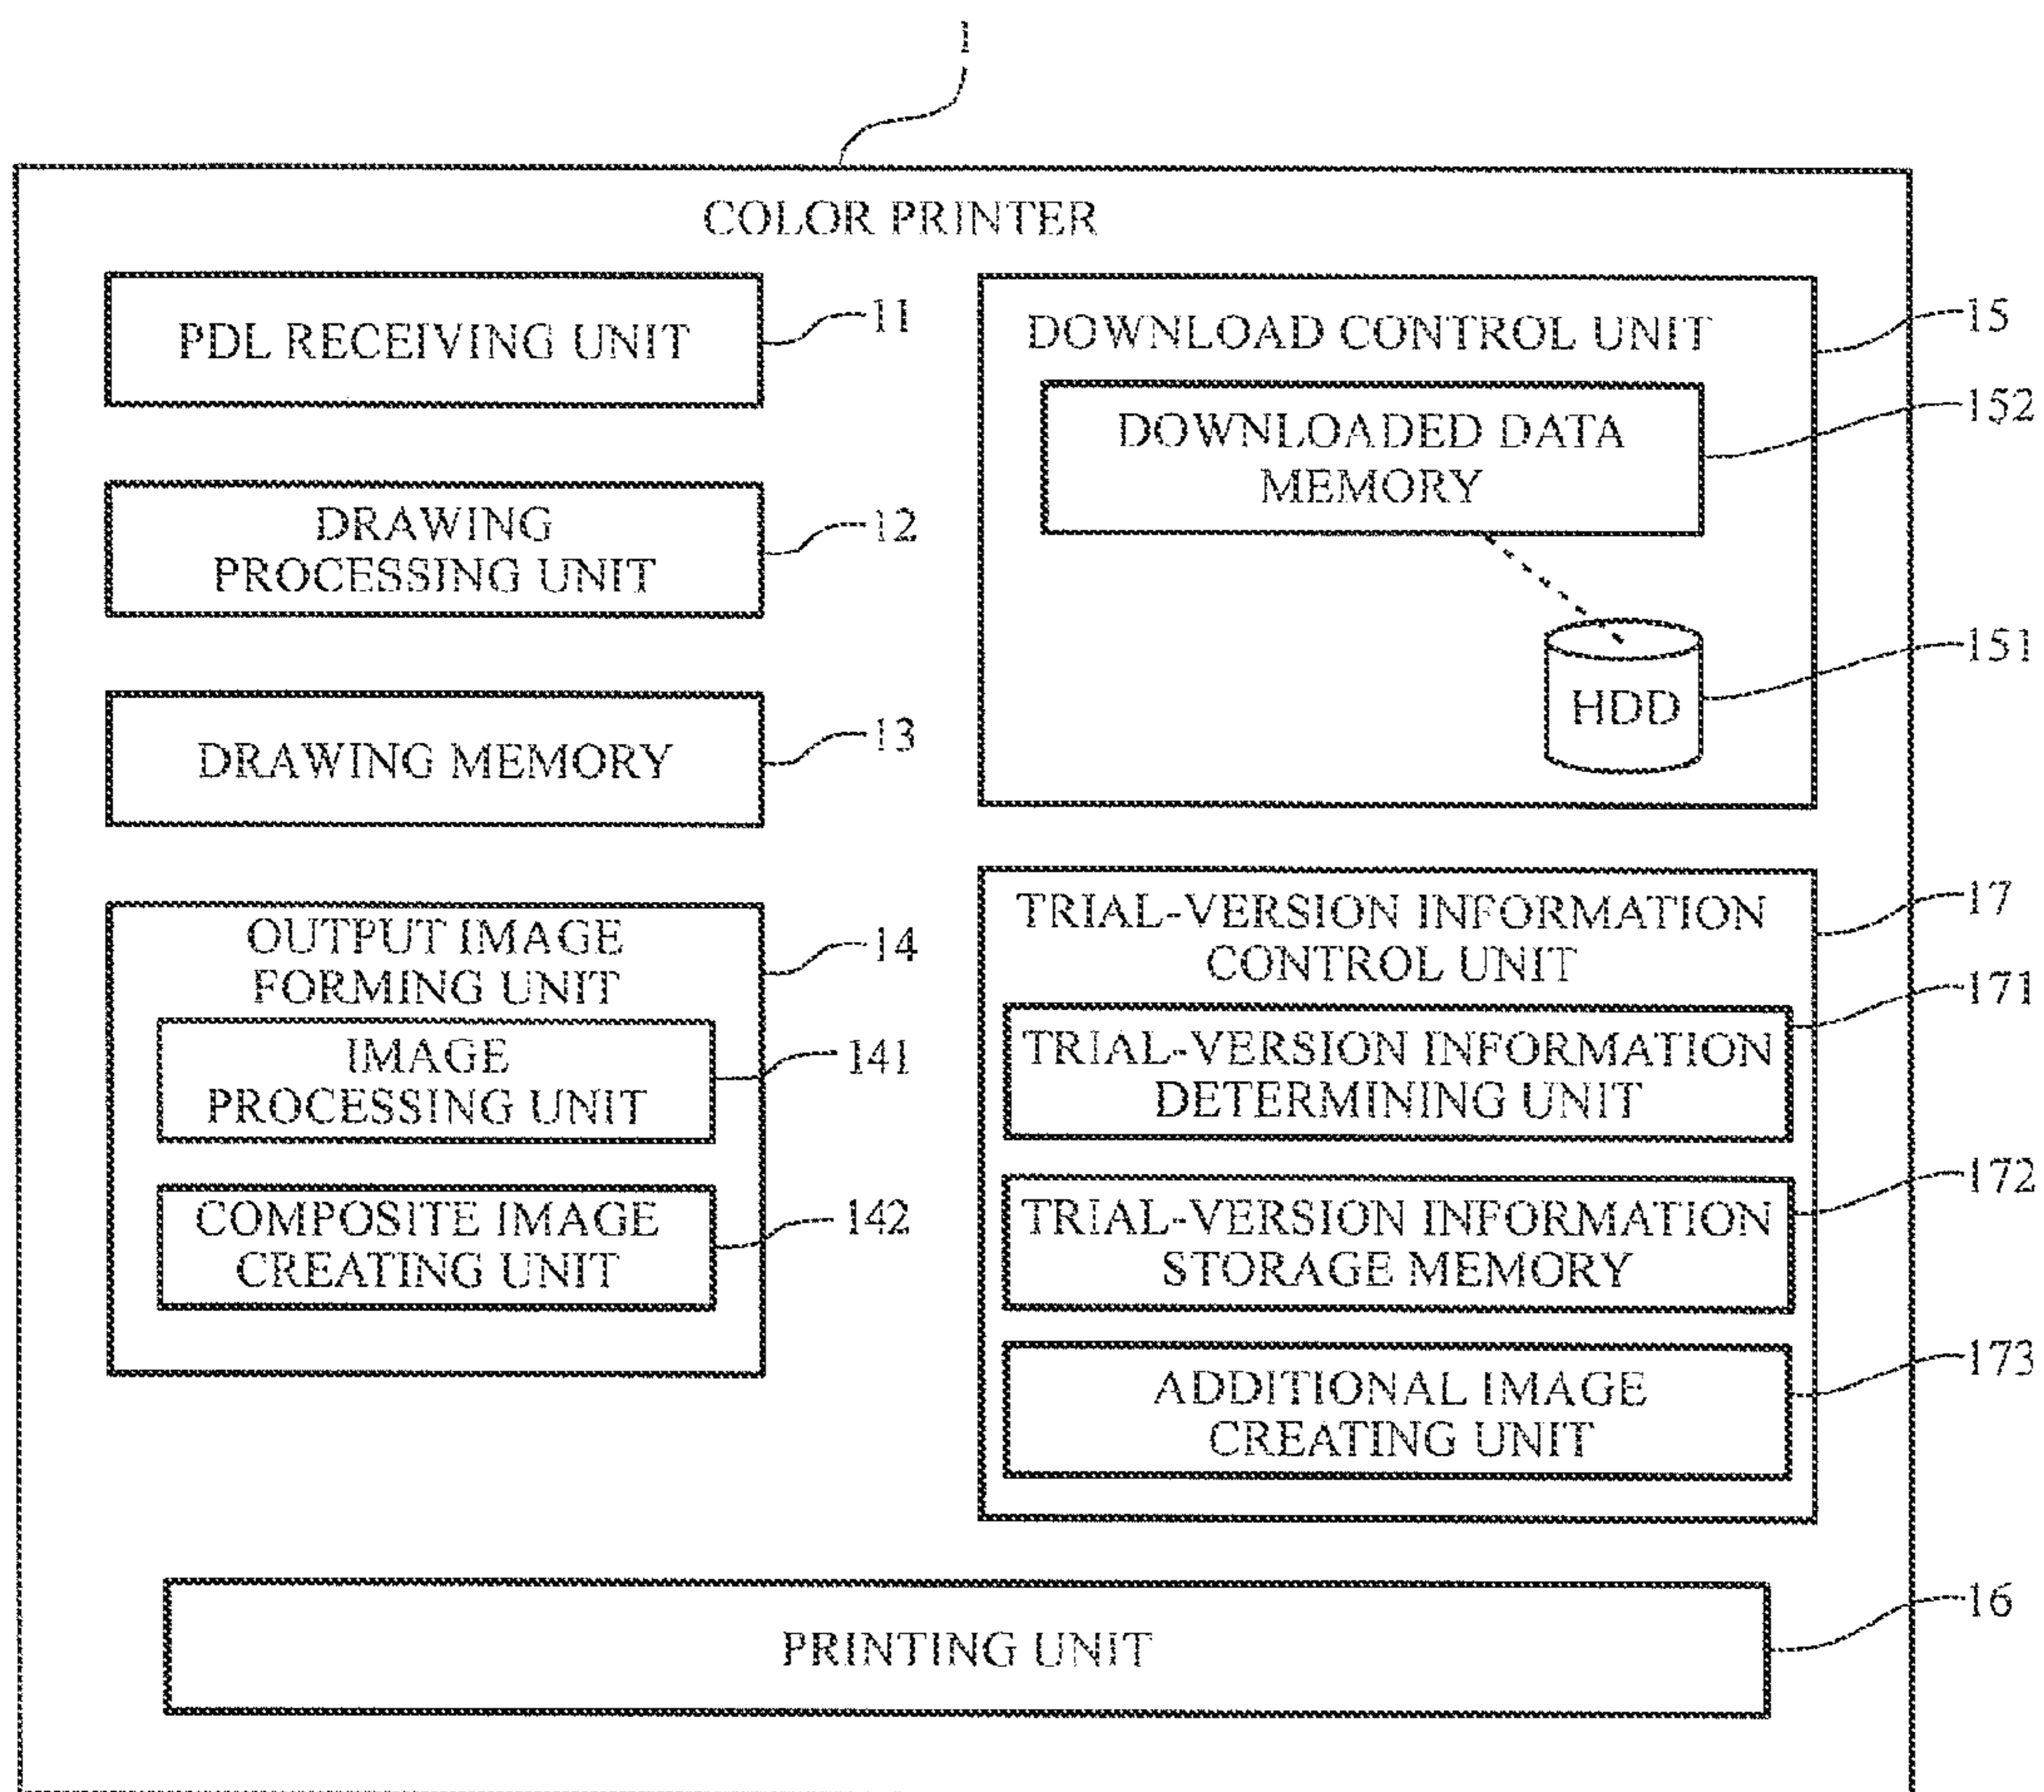 1
COLOR PRINTER
PDL RECEIVING UNIT
11
DRAWING
PROCESSING UNIT
12
DRAWING MEMORY
13
OUTPUT IMAGE
FORMING UNIT
14
IMAGE
PROCESSING UNIT
141
COMPOSITE IMAGE
CREATING UNIT
142
DOWNLOAD CONTROL UNIT
15
DOWNLOADED DATA
MEMORY
152
HDD
151
TRIAL-VERSION INFORMATION
CONTROL UNIT
17
TRIAL-VERSION INFORMATION
DETERMINING UNIT
171
TRIAL-VERSION INFORMATION
STORAGE MEMORY
172
ADDITIONAL IMAGE
CREATING UNIT
173
PRINTING UNIT
16